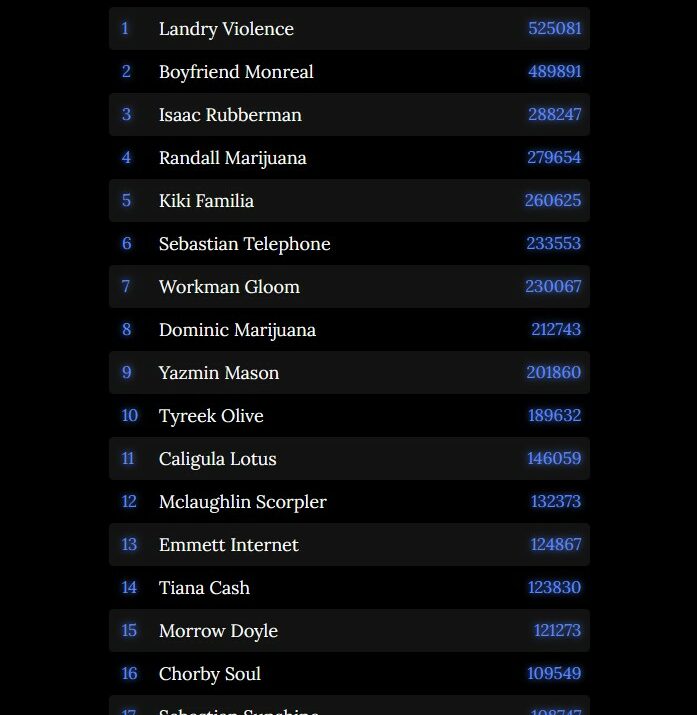 1 Landry Violence 525081
2 Boyfriend Monreal 489891
3 Isaac Rubberman 288247
4 Randall Marijuana 279654
5 Kiki Familia 260625
6 Sebastian Telephone 233553
7 Workman Gloom 230067
8 Dominic Marijuana 212743
9 Yazmin Mason 201860
10 Tyreek Olive 189632
11 Caligula Lotus 146059
12 Mclaughlin Scorpler 132373
13 Emmett Internet 124867
14 Tiana Cash 123830
15 Morrow Doyle 121273
16 Chorby Soul 109549
17 Sebastian Sunshine 108747